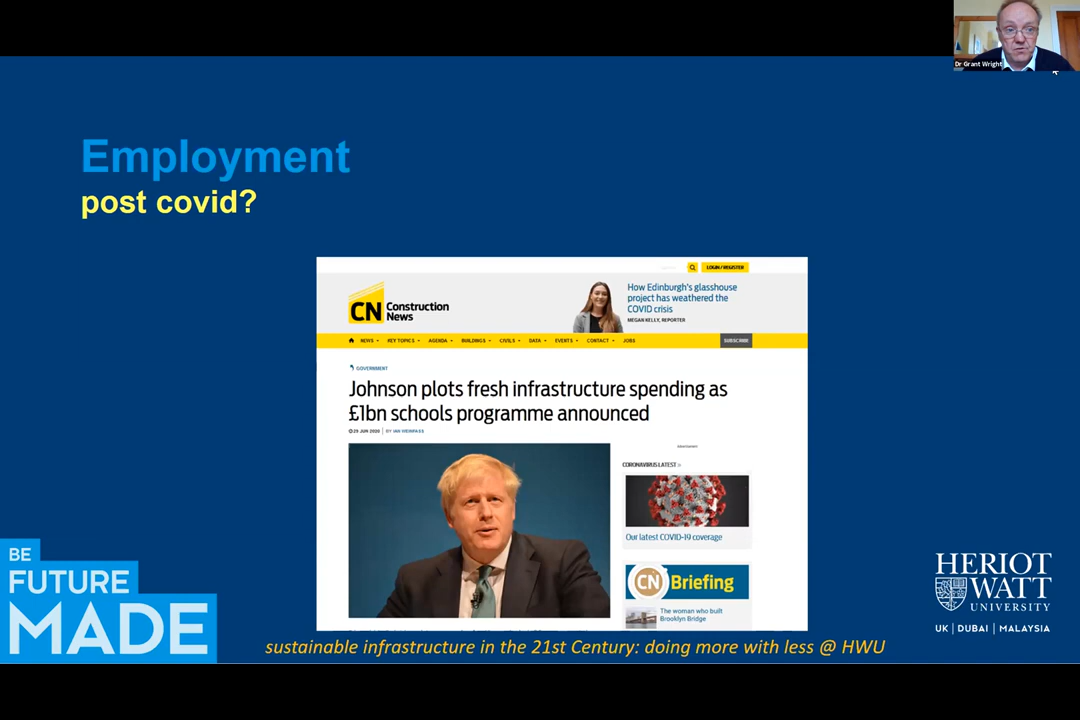 Dr Grant Wright
Employment
post covid?
LOGIN / REGISTER
CN Construction
News
How Edinburgh's glasshouse
project has weathered the
COVID crisis
MEGAN KELLY, REPORTER
NEWS KEY TOPICS AGENDA BUILDINGS CIVILS DATA EVENTS CONTACT JOBS SUBSCRIBE
GOVERNMENT
Johnson plots fresh infrastructure spending as
£1bn schools programme announced
29 JUN 2020 BY IAN WEINFASS
Advertisement
CORONAVIRUS LATEST
Our latest COVID-19 coverage
CN Briefing
The woman who built
Brooklyn Bridge
BE
FUTURE
MADE
HERIOT
WATT
UNIVERSITY
UK | DUBAI | MALAYSIA
sustainable infrastructure in the 21st Century: doing more with less @ HWU